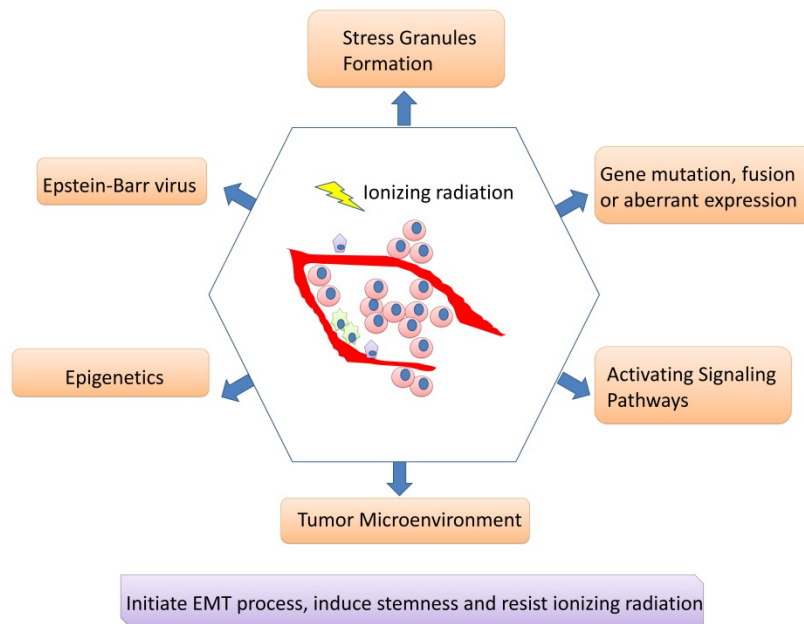 Stress Granules
Formation
Epstein-Barr virus
Ionizing radiation
Gene mutation, fusion
or aberrant expression
Epigenetics
Activating Signaling
Pathways
Tumor Microenvironment
Initiate EMT process, induce stemness and resist ionizing radiation